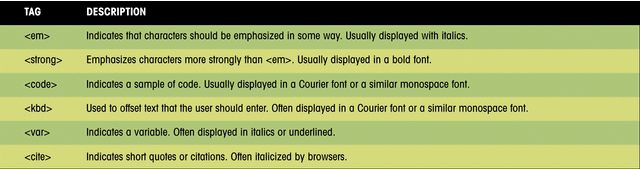 TAG DESCRIPTION
<em> Indicates that characters should be emphasized in some way. Usually displayed with italics.
<strong> Emphasizes characters more strongly than <em>. Usually displayed in a bold font.
<code> Indicates a sample of code. Usually displayed in a Courier font or a similar monospace font.
<kbd> Used to offset text that the user should enter. Often displayed in a Courier font or a similar monospace font.
<var> Indicates a variable. Often displayed in italics or underlined.
<cite> Indicates short quotes or citations. Often italicized by browsers.